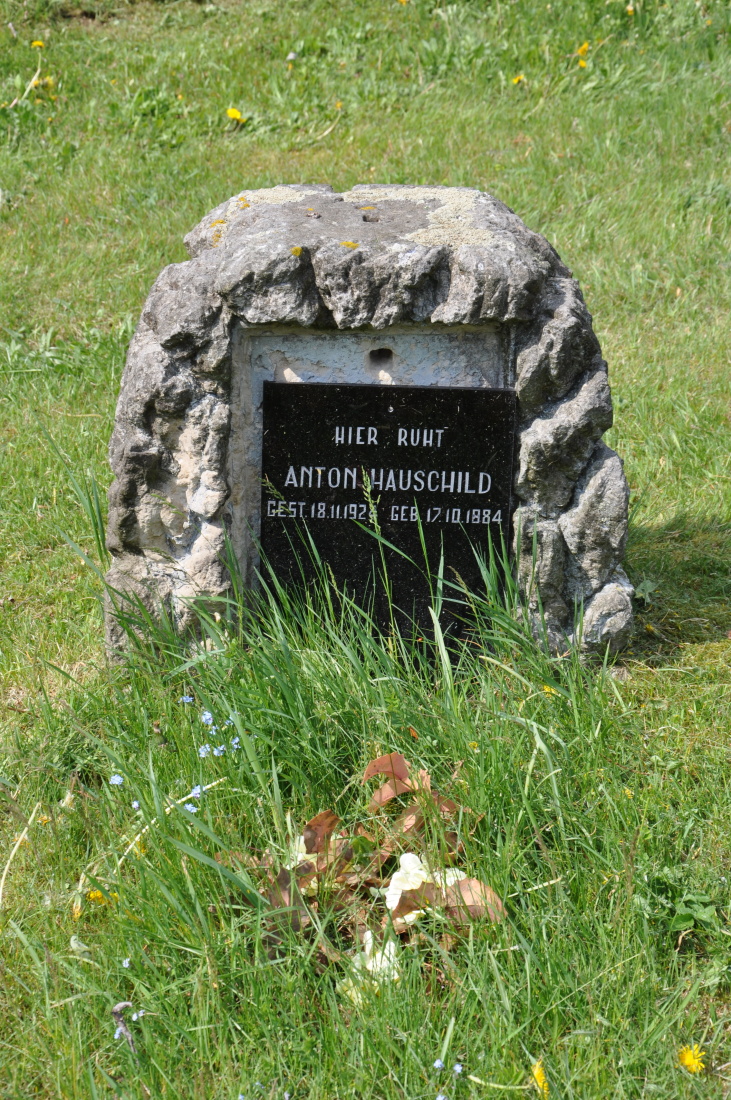 HIER RUHT
ANTON HAUSCHILD
GEST. 18.11.192 GEB. 17.10.1884